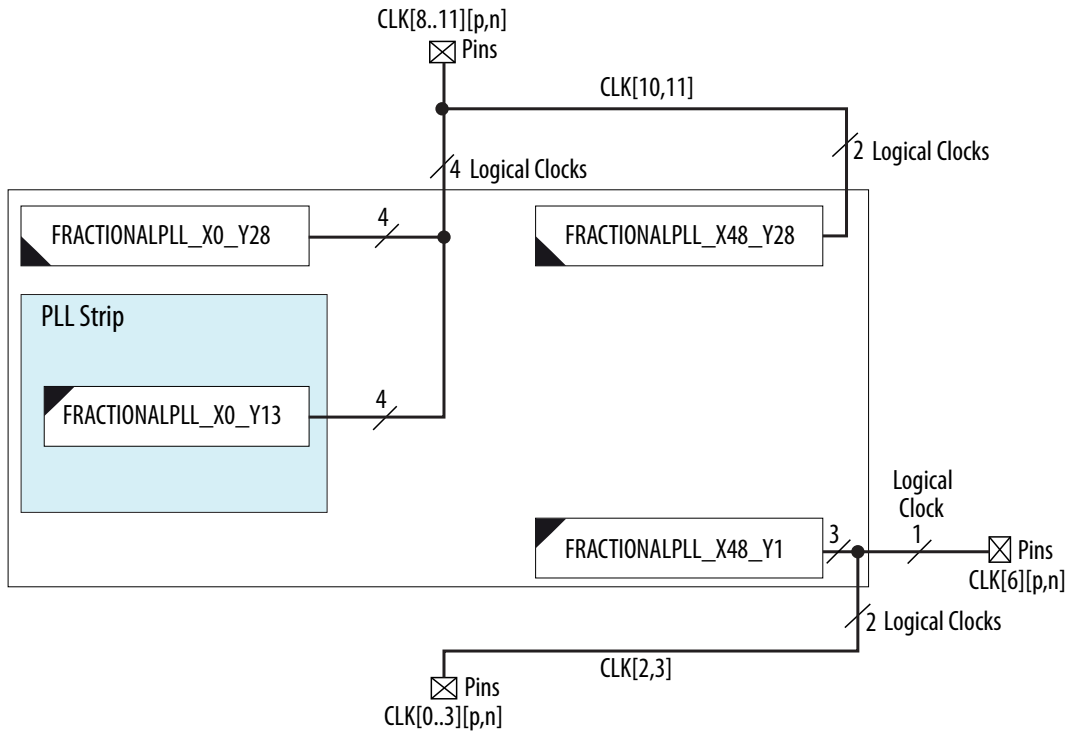 CLK[8..11][p,n]
Pins
CLK[10,11]
2 Logical Clocks
4 Logical Clocks
FRACTIONALPLL_X0_Y28
4
FRACTIONALPLL_X48_Y28
PLL Strip
FRACTIONALPLL_X0_Y13
4
Logical
Clock
FRACTIONALPLL_X48_Y1
3
1
Pins
CLK[6][p,n]
2 Logical Clocks
CLK[2,3]
Pins
CLK[0..3][p,n]